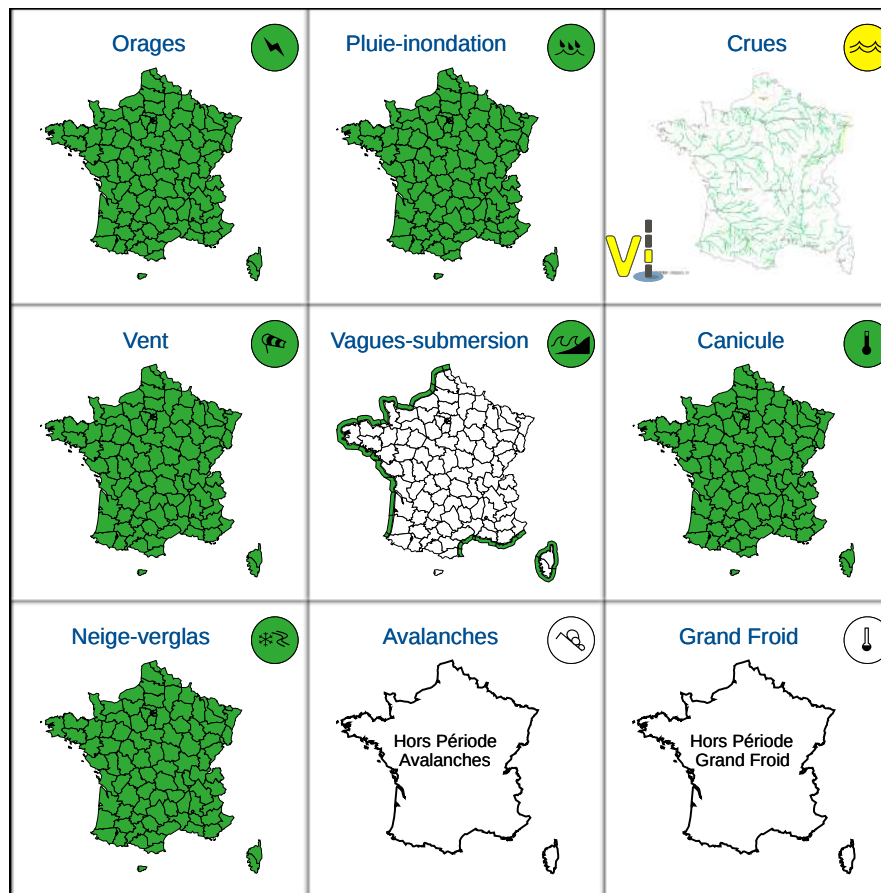 Orages
Pluie-inondation
Crues
Vent
Vagues-submersion
Canicule
Neige-verglas
Avalanches
Grand Froid
Hors Période
Avalanches
Hors Période
Grand Froid